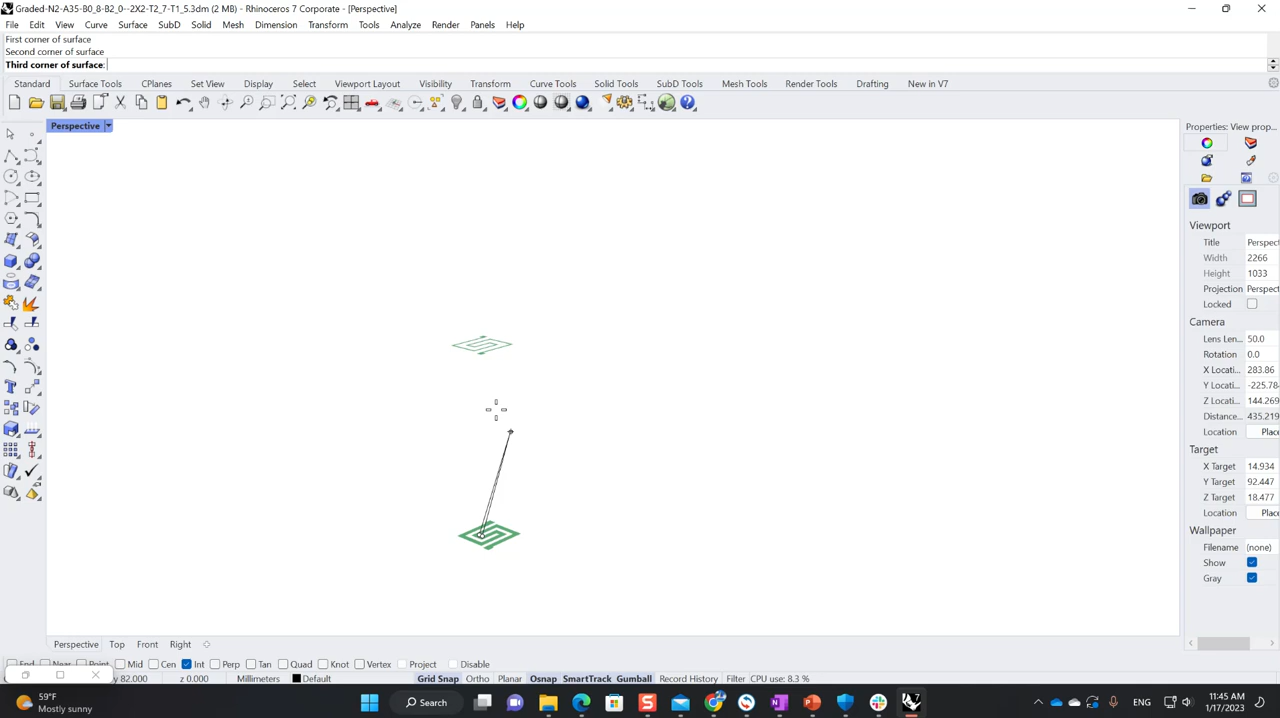 Graded-N2-A35-B0_8-B2_0--2X2-T2_7-T1_5.3dm (2 MB) - Rhinoceros 7 Corporate - [Perspective]
File Edit View Curve Surface SubD Solid Mesh Dimension Transform Tools Analyze Render Panels Help
First corner of surface
Second corner of surface
Third corner of surface:
Standard Surface Tools CPlanes Set View Display Select Viewport Layout Visibility Transform Curve Tools Solid Tools SubD Tools Mesh Tools Render Tools Drafting New in V7
Perspective
Properties: View prop...
Viewport
Title Perspect
Width 2266
Height 1033
Projection Perspect
Locked
Camera
Lens Len... 50.0
Rotation 0.0
X Locati... 283.86
Y Locati... -225.78
Z Locati... 144.269
Distance... 435.219
Location Place
Target
X Target 14.934
Y Target 92.447
Z Target 18.477
Location Place
Wallpaper
Filename (none)
Show
Gray
Perspective Top Front Right
End Near Point Mid Cen Int Perp Tan Quad Knot Vertex Project Disable
y 82.000 z 0.000 Millimeters Default Grid Snap Ortho Planar Osnap SmartTrack Gumball Record History Filter CPU use: 8.3 %
59°F
Mostly sunny
Search
ENG
11:45 AM
1/17/2023